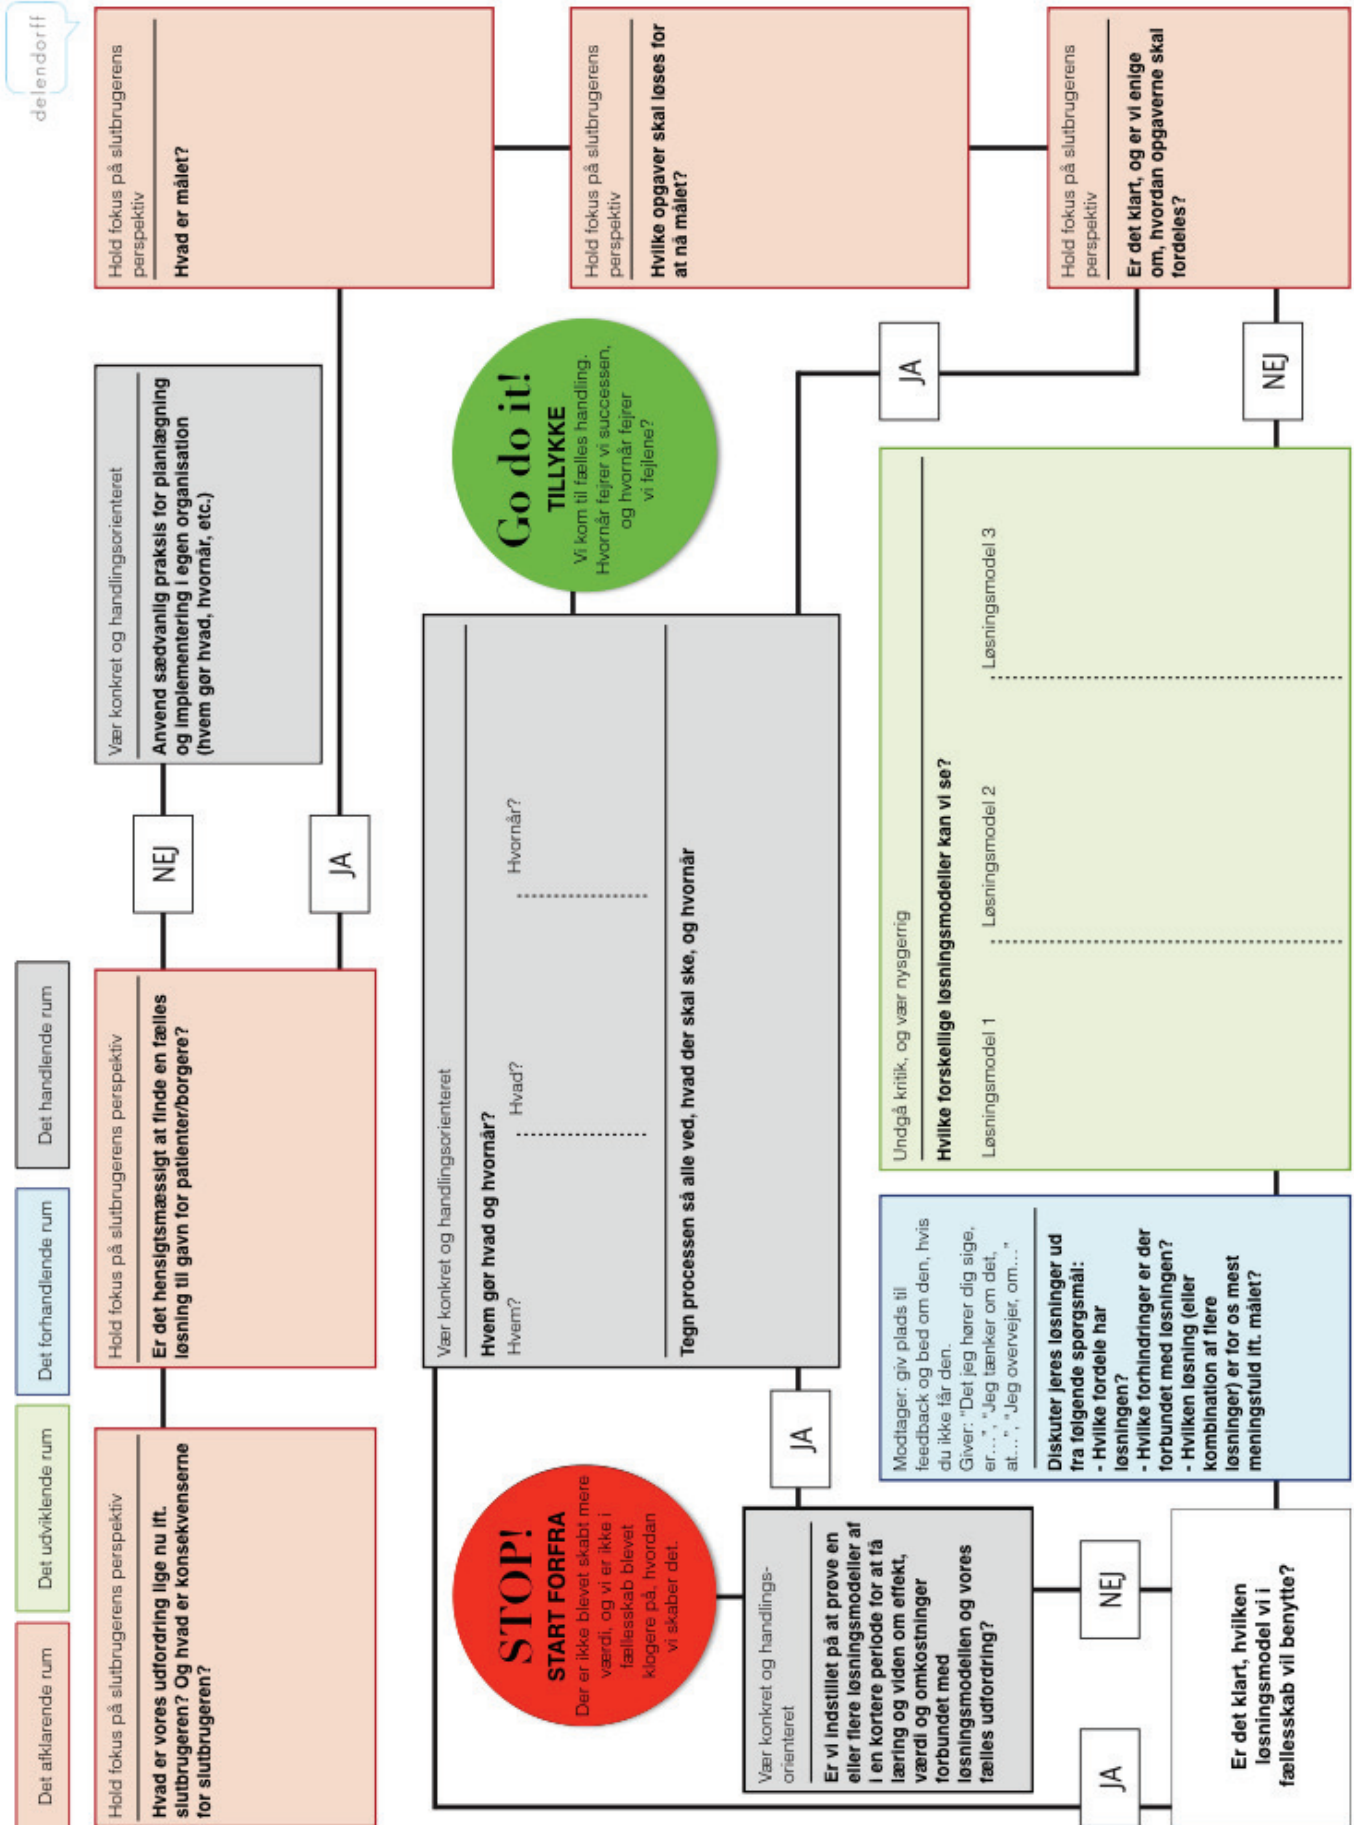 delendorff
Det afklarende rum
Det udviklende rum
Det forhandlende rum
Det handlende rum
Hold fokus på slutbrugerens perspektiv
Hvad er vores udfordring lige nu ift.
slutbrugeren? Og hvad er konsekvenserne
for slutbrugeren?
Hold fokus på slutbrugerens perspektiv
Er det hensigtsmæssigt at finde en fælles
løsning til gavn for patienter/borgere?
NEJ
JA
Vær konkret og handlingsorienteret
Anvend sædvanlig praksis for planlægning
og implementering i egen organisation
(hvem gør hvad, hvornår, etc.)
Hold fokus på slutbrugerens
perspektiv
Hvad er målet?
Hold fokus på slutbrugerens
perspektiv
Hvilke opgaver skal løses for
at nå målet?
Hold fokus på slutbrugerens
perspektiv
Er det klart, og er vi enige
om, hvordan opgaverne skal
fordeles?
JA
NEJ
Undgå kritik, og vær nysgerrig
Hvilke forskellige løsningsmodeller kan vi se?
Løsningsmodel 1
Løsningsmodel 2
Løsningsmodel 3
Modtager: giv plads til
feedback og bed om den, hvis
du ikke får den.
Giver: "Det jeg hører dig sige,
er…", "Jeg tænker om det,
at…", "Jeg overvejer, om…"
Diskuter jeres løsninger ud
fra følgende spørgsmål:
- Hvilke fordele har
løsningen?
- Hvilke forhindringer er der
forbundet med løsningen?
- Hvilken løsning (eller
kombination af flere
løsninger) er for os mest
meningsfuld ift. målet?
Er det klart, hvilken
løsningsmodel vi i
fællesskab vil benytte?
JA
NEJ
Vær konkret og handlings-
orienteret
Er vi indstillet på at prøve en
eller flere løsningsmodeller af
i en kortere periode for at få
læring og viden om effekt,
værdi og omkostninger
forbundet med
løsningsmodellen og vores
fælles udfordring?
JA
STOP!
START FORFRA
Der er ikke blevet skabt mere
værdi, og vi er ikke i
fællesskab blevet
klogere på, hvordan
vi skaber det.
Vær konkret og handlingsorienteret
Hvem gør hvad og hvornår?
Hvem?
Hvad?
Hvornår?
Tegn processen så alle ved, hvad der skal ske, og hvornår
Go do it!
TILLYKKE
Vi kom til fælles handling.
Hvornår fejrer vi successen,
og hvornår fejrer
vi fejlene?